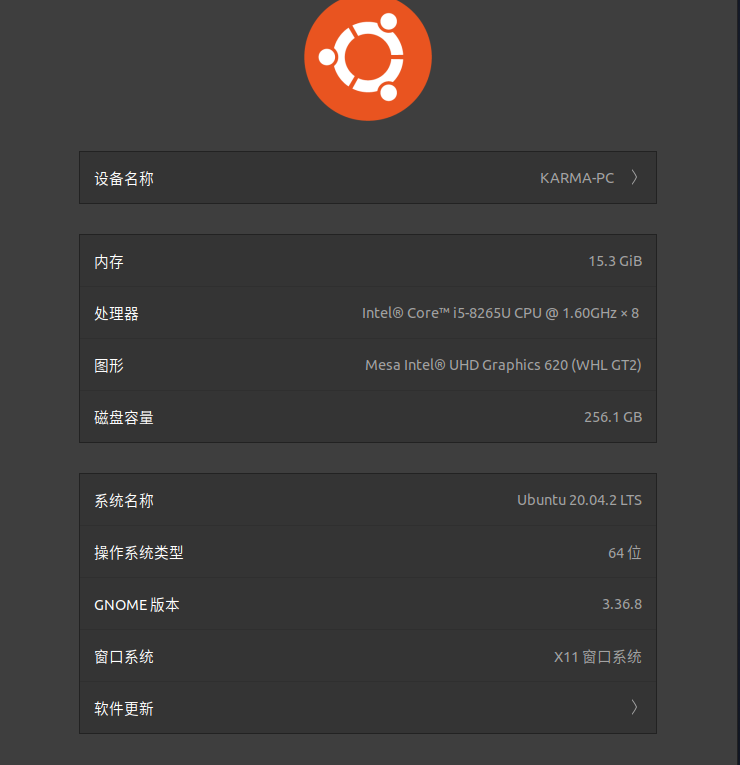 设备名称 KARMA-PC
内存 15.3 GiB
处理器 Intel® Core™ i5-8265U CPU @ 1.60GHz × 8
图形 Mesa Intel® UHD Graphics 620 (WHL GT2)
磁盘容量 256.1 GB
系统名称 Ubuntu 20.04.2 LTS
操作系统类型 64 位
GNOME 版本 3.36.8
窗口系统 X11 窗口系统
软件更新